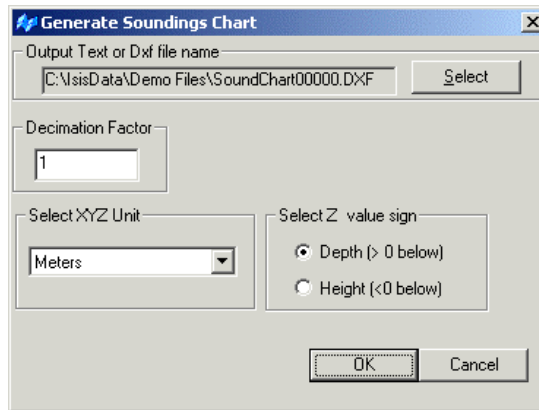 Generate Soundings Chart
Output Text or Dxf file name
C:\IsisData\Demo Files\SoundChart00000.DXF
Select
Decimation Factor
1
Select XYZ Unit
Meters
Select Z value sign
Depth (> 0 below)
Height (<0 below)
OK
Cancel